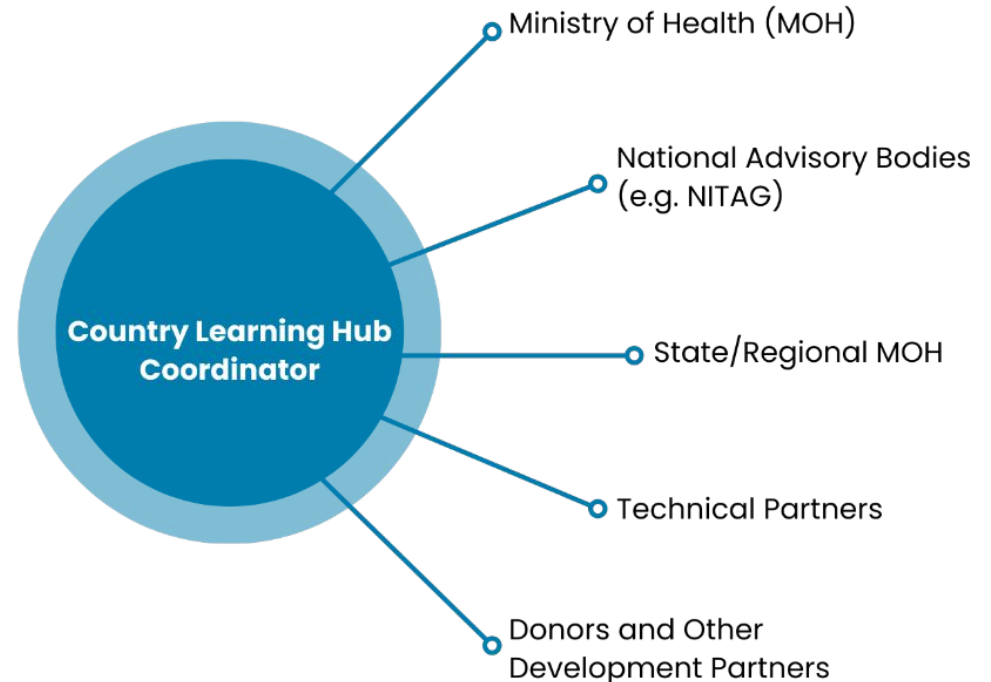 Ministry of Health (MOH)
National Advisory Bodies
(e.g. NITAG)
Country Learning Hub
Coordinator
State/Regional MOH
Technical Partners
Donors and Other
Development Partners